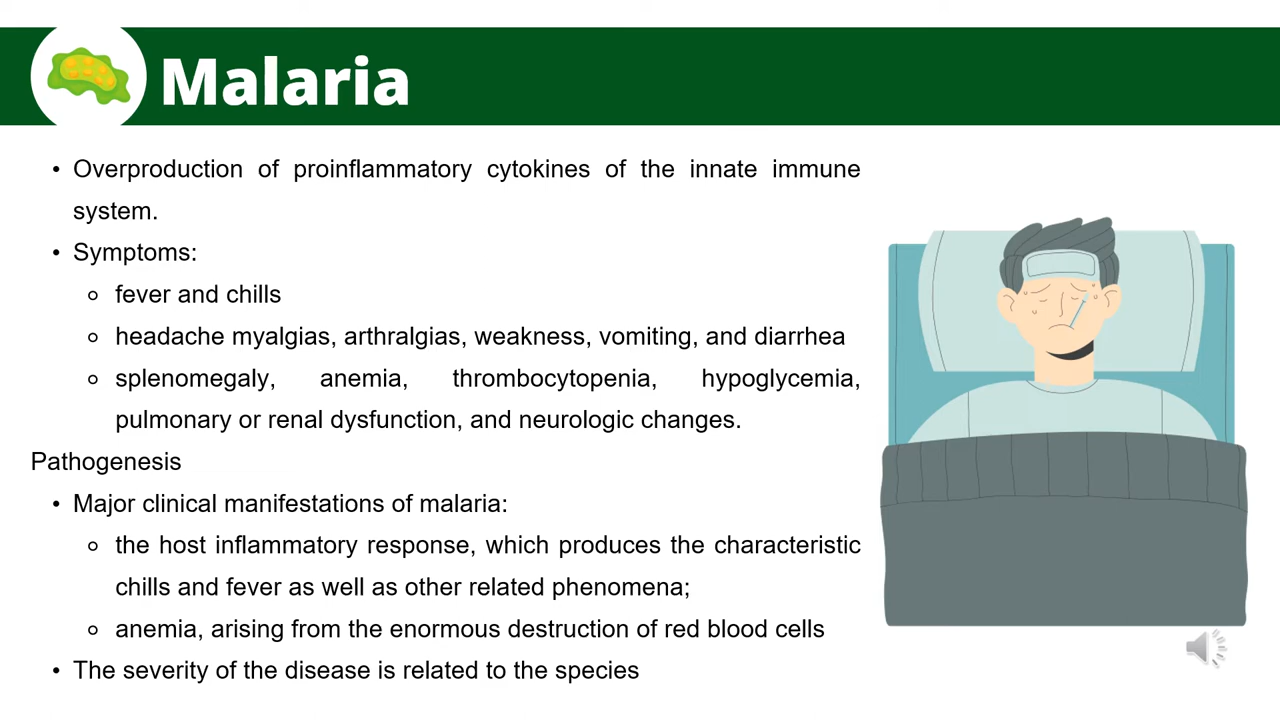 Malaria
• Overproduction of proinflammatory cytokines of the innate immune
system.
• Symptoms:
○ fever and chills
○ headache myalgias, arthralgias, weakness, vomiting, and diarrhea
○ splenomegaly, anemia, thrombocytopenia, hypoglycemia,
pulmonary or renal dysfunction, and neurologic changes.
Pathogenesis
• Major clinical manifestations of malaria:
○ the host inflammatory response, which produces the characteristic
chills and fever as well as other related phenomena;
○ anemia, arising from the enormous destruction of red blood cells
• The severity of the disease is related to the species